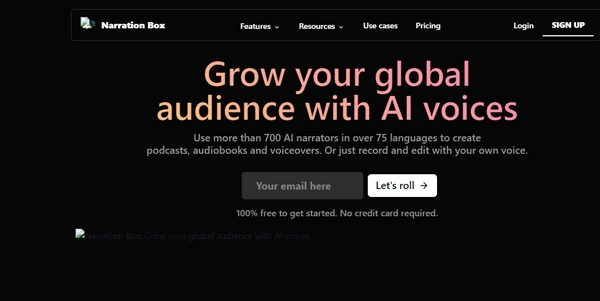 Narration Box
Features
Resources
Use cases
Pricing
Login
SIGN UP
Grow your global
audience with AI voices
Use more than 700 AI narrators in over 75 languages to create
podcasts, audiobooks and voiceovers. Or just record and edit with your own voice.
Your email here
Let's roll →
100% free to get started. No credit card required.
Narration Box: Grow your global audience with AI voices